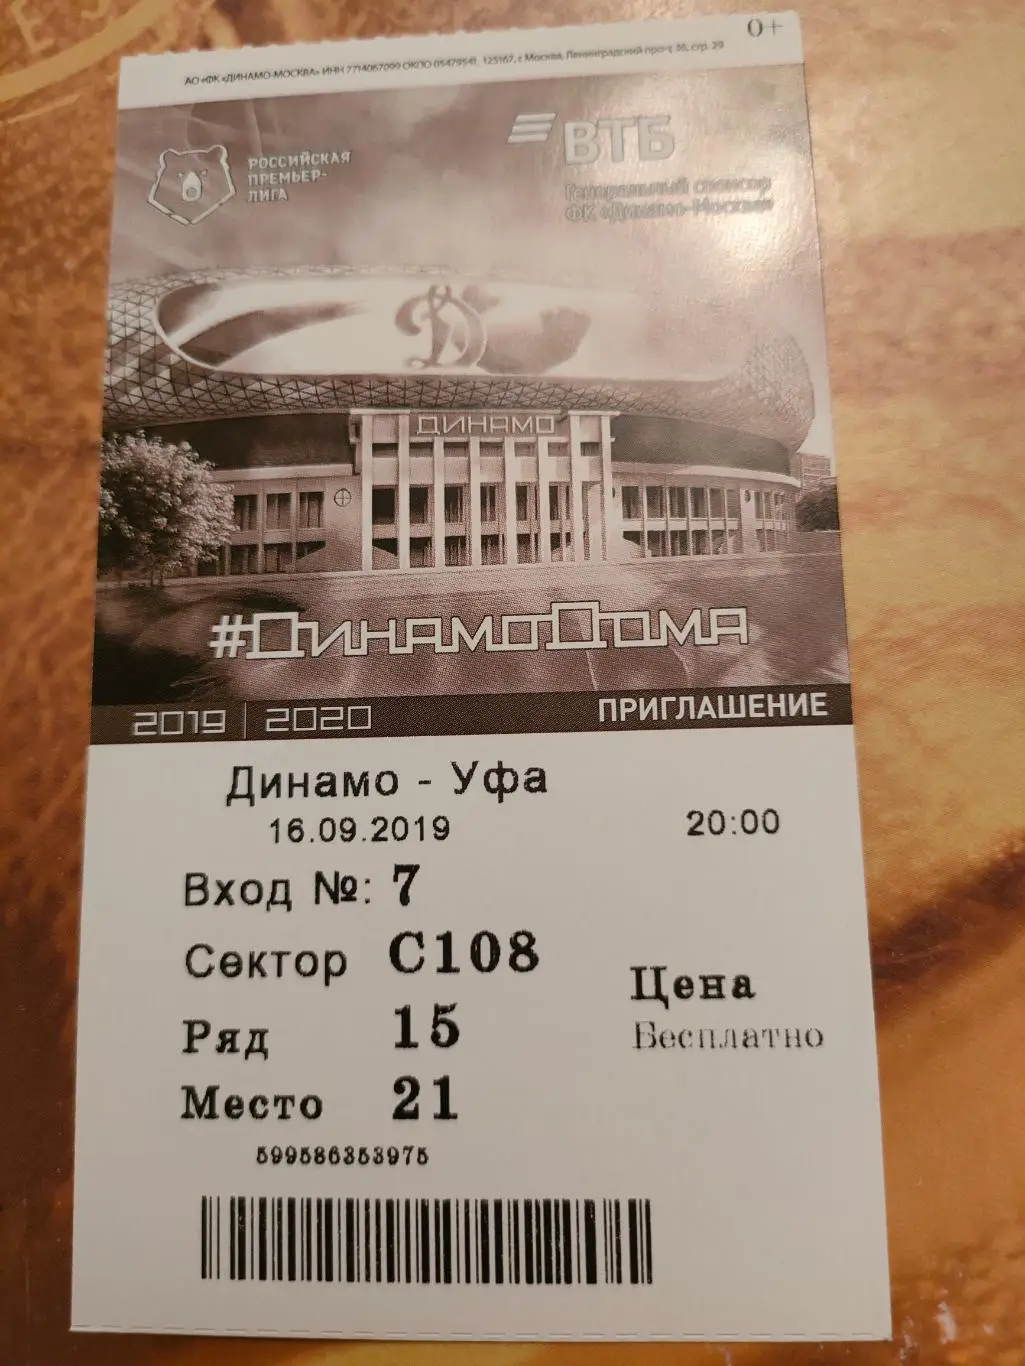 0+
АО «ФК «ДИНАМО-МОСКВА» ИНН 7714067099 ОКПО 05479541, 125167, г. Москва, Ленинградский пр-т, 36, стр. 29
РОССИЙСКАЯ
ПРЕМЬЕР-
ЛИГА
ВТБ
Генеральный спонсор
ФК «Динамо-Москва»
Д
ДИНАМО
#ДинамоДома
2019 | 2020
ПРИГЛАШЕНИЕ
Динамо - Уфа
16.09.2019
20:00
Вход №: 7
Сектор С108
Ряд 15
Место 21
Цена
Бесплатно
599586353975